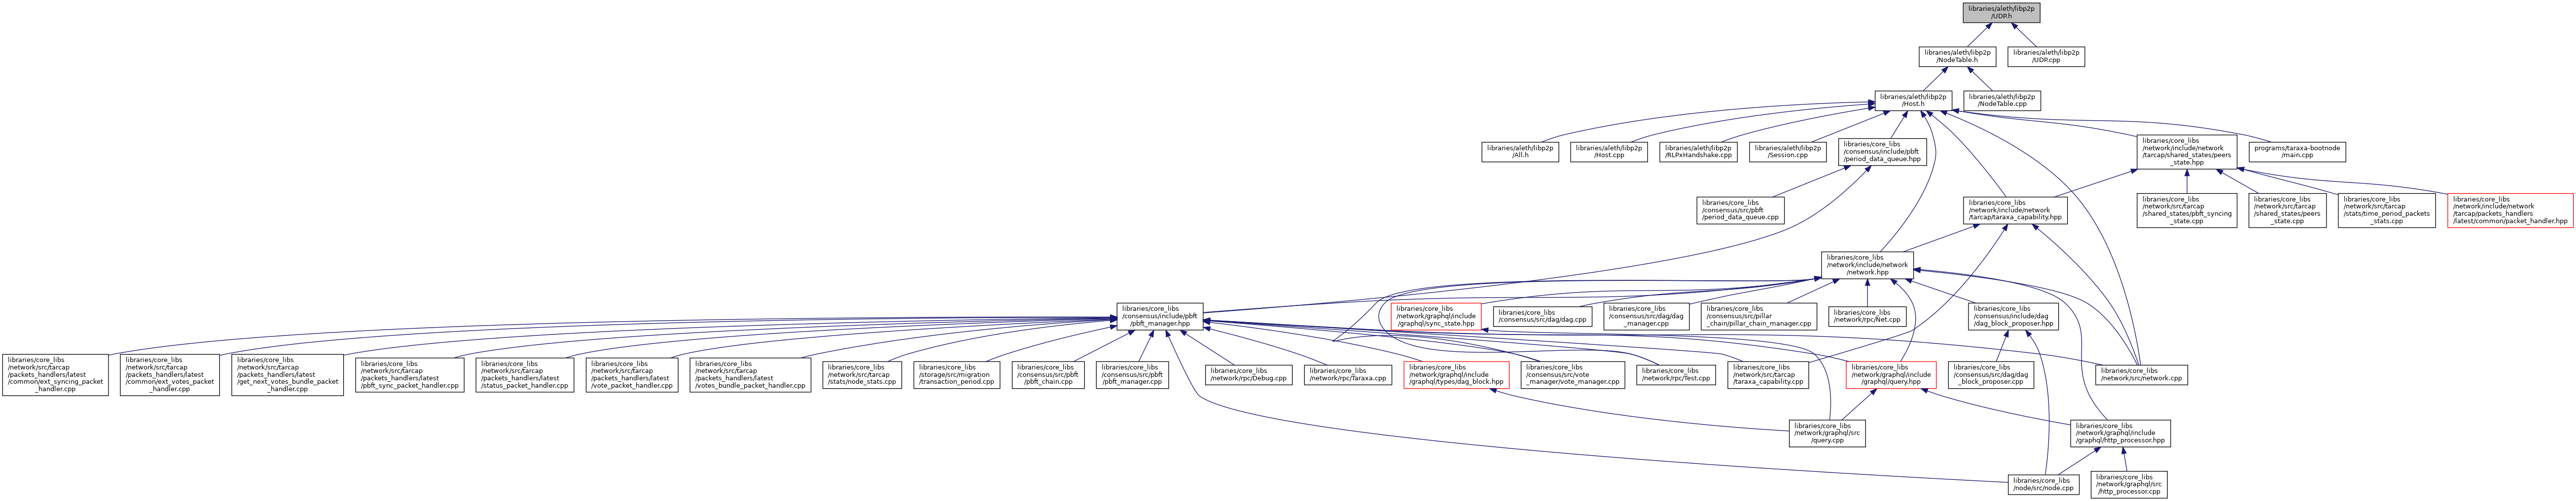 libraries/aleth/libp2p
/UDP.h
libraries/aleth/libp2p
/NodeTable.h
libraries/aleth/libp2p
/UDP.cpp
libraries/aleth/libp2p
/Host.h
libraries/aleth/libp2p
/NodeTable.cpp
libraries/aleth/libp2p
/All.h
libraries/aleth/libp2p
/Host.cpp
libraries/aleth/libp2p
/RLPxHandshake.cpp
libraries/aleth/libp2p
/Session.cpp
libraries/core_libs
/consensus/include/pbft
/period_data_queue.hpp
libraries/core_libs
/network/include/network
/tarcap/shared_states/peers
_state.hpp
programs/taraxa-bootnode
/main.cpp
libraries/core_libs
/consensus/src/pbft
/period_data_queue.cpp
libraries/core_libs
/network/include/network
/tarcap/taraxa_capability.hpp
libraries/core_libs
/network/src/tarcap
/shared_states/pbft_syncing
_state.cpp
libraries/core_libs
/network/src/tarcap
/shared_states/peers
_state.cpp
libraries/core_libs
/network/src/tarcap
/stats/time_period_packets
_stats.cpp
libraries/core_libs
/network/include/network
/tarcap/packets_handlers
/latest/common/packet_handler.hpp
libraries/core_libs
/network/include/network
/network.hpp
libraries/core_libs
/consensus/include/pbft
/pbft_manager.hpp
libraries/core_libs
/network/graphql/include
/graphql/sync_state.hpp
libraries/core_libs
/consensus/src/dag/dag.cpp
libraries/core_libs
/consensus/src/dag/dag
_manager.cpp
libraries/core_libs
/consensus/src/pillar
_chain/pillar_chain_manager.cpp
libraries/core_libs
/network/rpc/Net.cpp
libraries/core_libs
/consensus/include/dag
/dag_block_proposer.hpp
libraries/core_libs
/network/src/tarcap
/packets_handlers/latest
/common/ext_syncing_packet
_handler.cpp
libraries/core_libs
/network/src/tarcap
/packets_handlers/latest
/common/ext_votes_packet
_handler.cpp
libraries/core_libs
/network/src/tarcap
/packets_handlers/latest
/get_next_votes_bundle_packet
_handler.cpp
libraries/core_libs
/network/src/tarcap
/packets_handlers/latest
/pbft_sync_packet_handler.cpp
libraries/core_libs
/network/src/tarcap
/packets_handlers/latest
/status_packet_handler.cpp
libraries/core_libs
/network/src/tarcap
/packets_handlers/latest
/vote_packet_handler.cpp
libraries/core_libs
/network/src/tarcap
/packets_handlers/latest
/votes_bundle_packet_handler.cpp
libraries/core_libs
/network/src/tarcap
/stats/node_stats.cpp
libraries/core_libs
/storage/src/migration
/transaction_period.cpp
libraries/core_libs
/consensus/src/pbft
/pbft_chain.cpp
libraries/core_libs
/consensus/src/pbft
/pbft_manager.cpp
libraries/core_libs
/network/rpc/Debug.cpp
libraries/core_libs
/network/rpc/Taraxa.cpp
libraries/core_libs
/network/graphql/include
/graphql/types/dag_block.hpp
libraries/core_libs
/consensus/src/vote
_manager/vote_manager.cpp
libraries/core_libs
/network/rpc/Test.cpp
libraries/core_libs
/network/src/tarcap
/taraxa_capability.cpp
libraries/core_libs
/network/graphql/include
/graphql/query.hpp
libraries/core_libs
/consensus/src/dag/dag
_block_proposer.cpp
libraries/core_libs
/network/src/network.cpp
libraries/core_libs
/network/graphql/src
/query.cpp
libraries/core_libs
/network/graphql/include
/graphql/http_processor.hpp
libraries/core_libs
/node/src/node.cpp
libraries/core_libs
/network/graphql/src
/http_processor.cpp